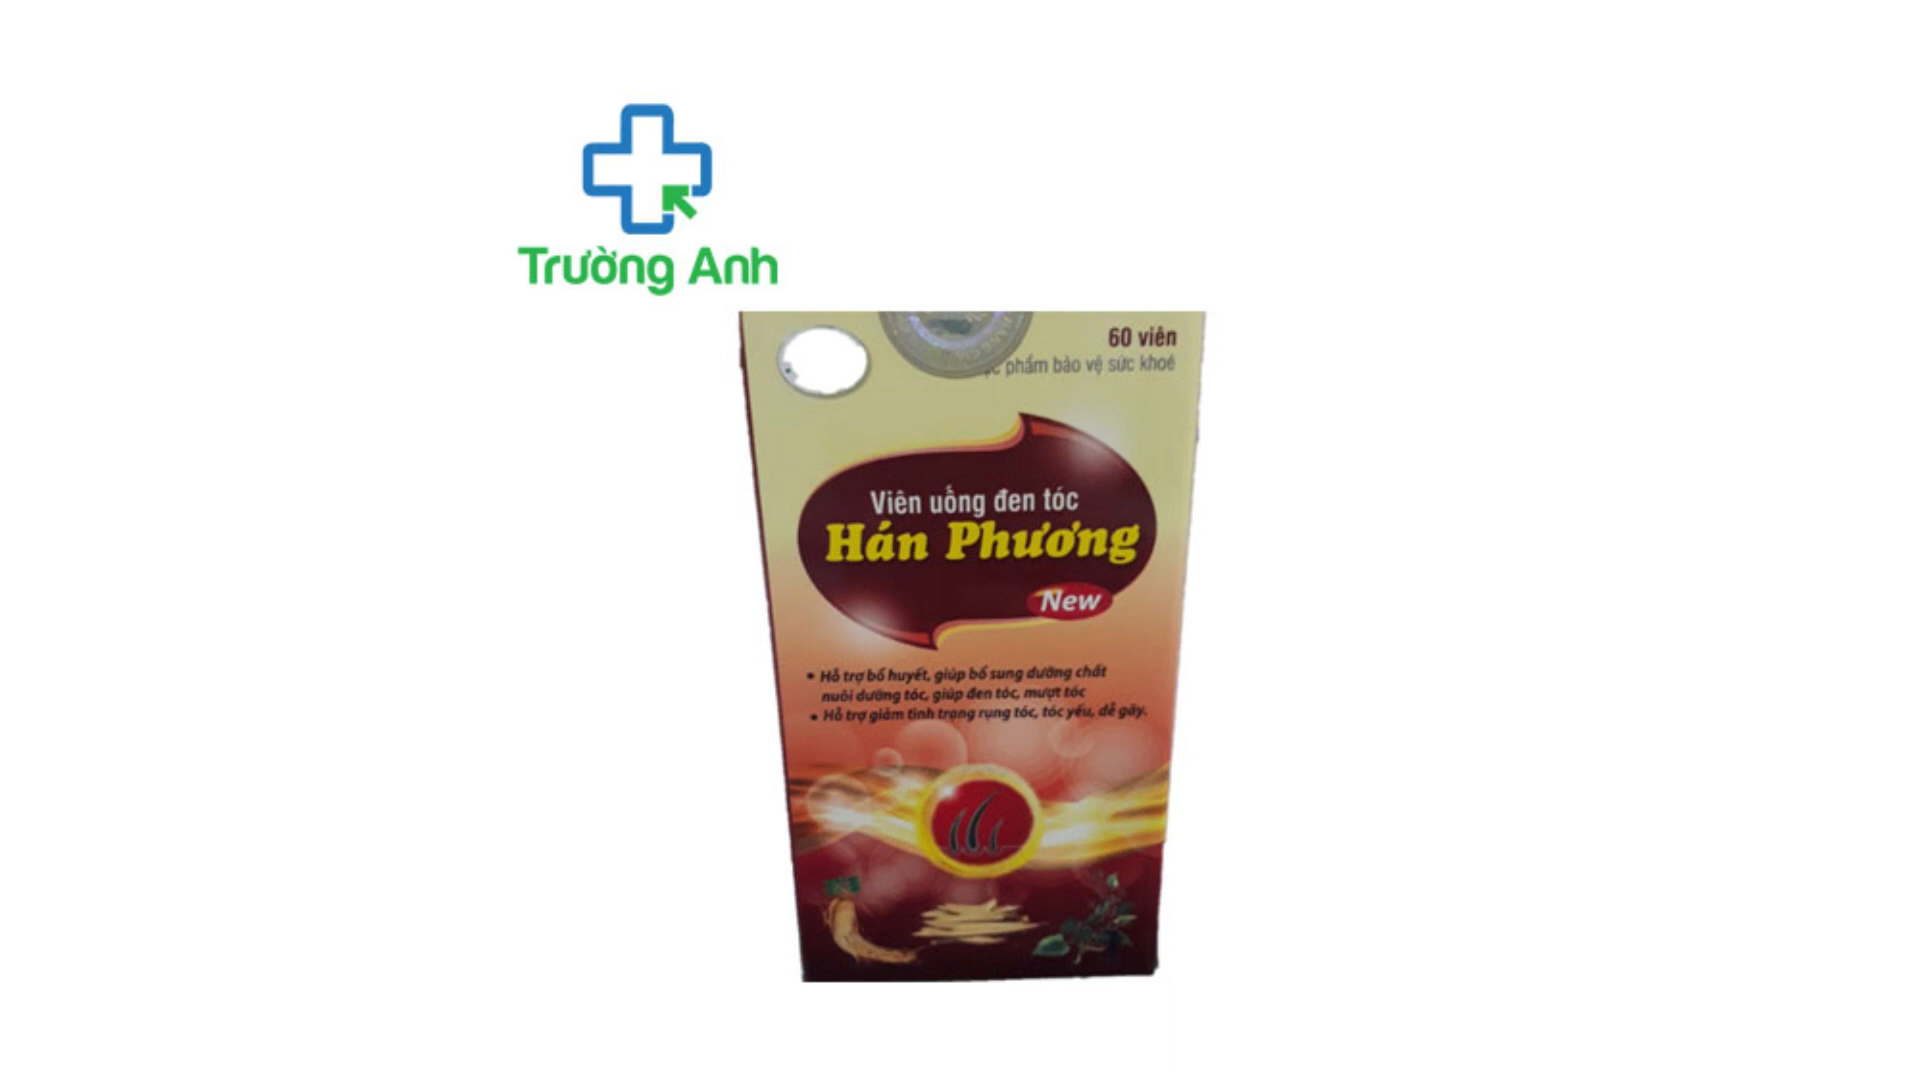 Trường Anh
60 viên
phẩm bảo vệ sức khoẻ
Viên uống đen tóc
Hán Phương
New
• Hỗ trợ bổ huyết, giúp bổ sung dưỡng chất
nuôi dưỡng tóc, giúp đen tóc, mượt tóc
• Hỗ trợ giảm tình trạng rụng tóc, tóc yếu, dễ gãy.